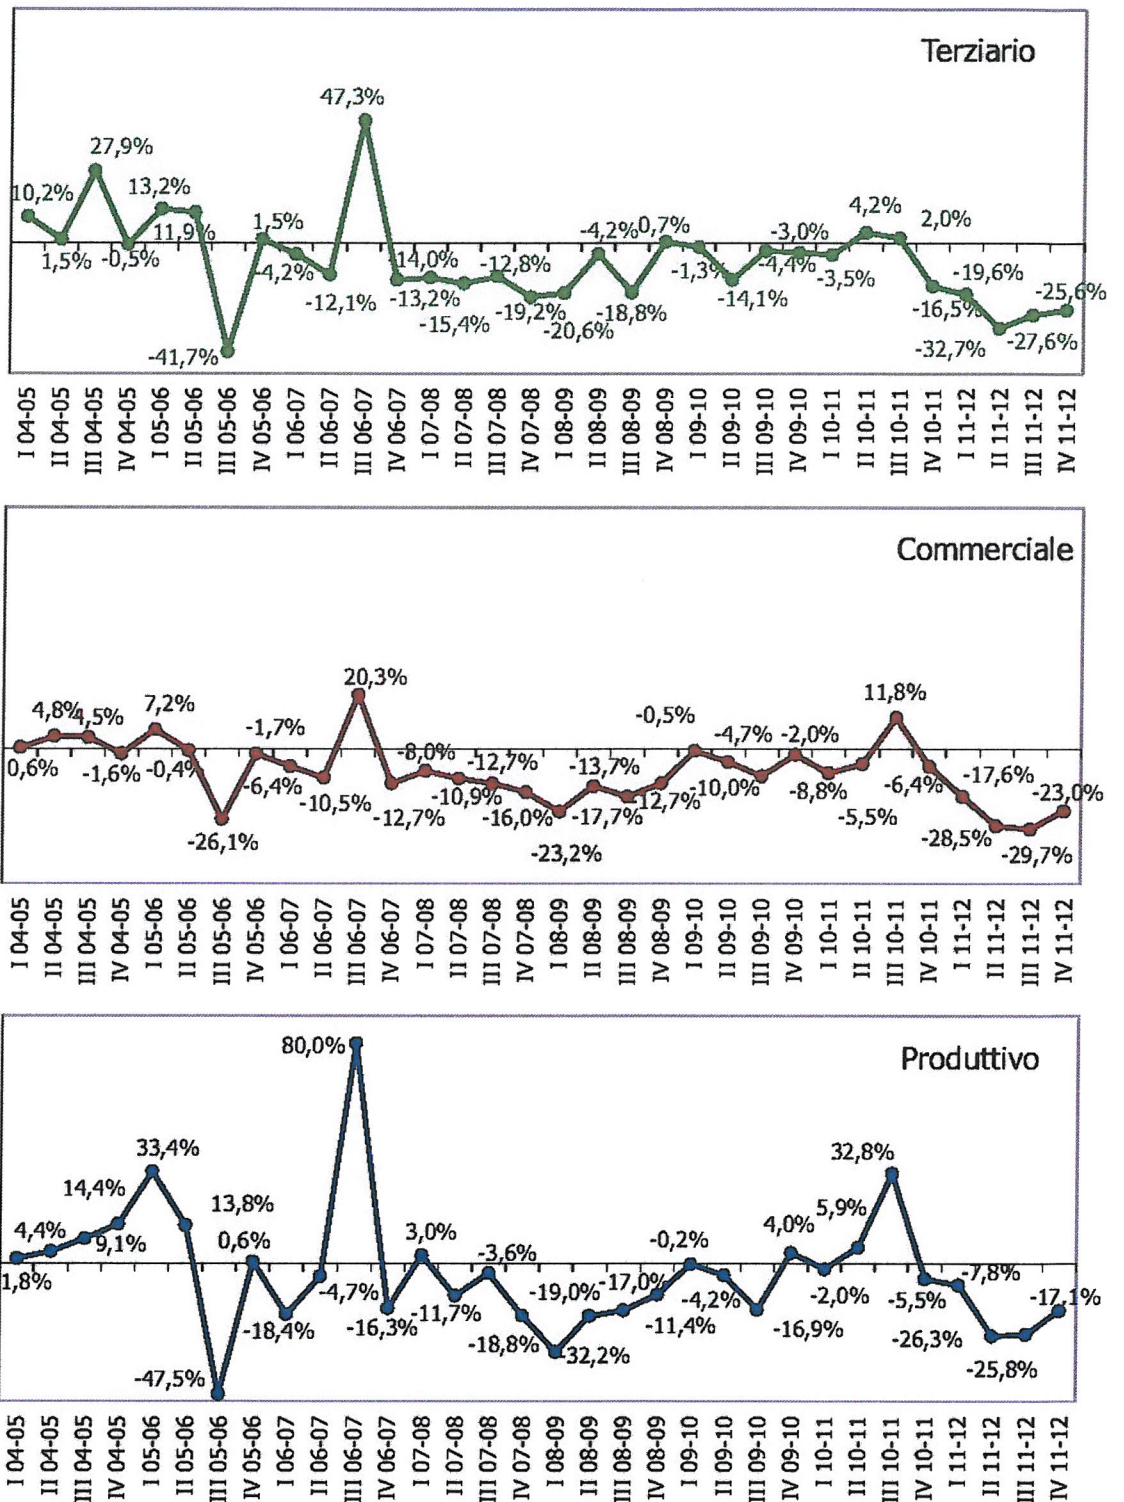 Terziario
10,2%
1,5%
27,9%
-0,5%
13,2%
11,9%
-41,7%
1,5%
-4,2%
-12,1%
47,3%
-14,0%
-13,2%
-15,4%
-12,8%
-19,2%
-20,6%
-4,2%
-18,8%
0,7%
-1,3%
-14,1%
-3,0%
-4,4%
-3,5%
4,2%
2,0%
-16,5%
-19,6%
-32,7%
-27,6%
-25,6%
I 04-05
II 04-05
III 04-05
IV 04-05
I 05-06
II 05-06
III 05-06
IV 05-06
I 06-07
II 06-07
III 06-07
IV 06-07
I 07-08
II 07-08
III 07-08
IV 07-08
I 08-09
II 08-09
III 08-09
IV 08-09
I 09-10
II 09-10
III 09-10
IV 09-10
I 10-11
II 10-11
III 10-11
IV 10-11
I 11-12
II 11-12
III 11-12
IV 11-12
Commerciale
0,6%
4,8%
4,5%
-1,6%
7,2%
-0,4%
-26,1%
-1,7%
-6,4%
-10,5%
20,3%
-12,7%
-8,0%
-10,9%
-12,7%
-16,0%
-23,2%
-13,7%
-17,7%
-12,7%
-0,5%
-4,7%
-10,0%
-2,0%
-8,8%
-5,5%
11,8%
-6,4%
-17,6%
-28,5%
-29,7%
-23,0%
I 04-05
II 04-05
III 04-05
IV 04-05
I 05-06
II 05-06
III 05-06
IV 05-06
I 06-07
II 06-07
III 06-07
IV 06-07
I 07-08
II 07-08
III 07-08
IV 07-08
I 08-09
II 08-09
III 08-09
IV 08-09
I 09-10
II 09-10
III 09-10
IV 09-10
I 10-11
II 10-11
III 10-11
IV 10-11
I 11-12
II 11-12
III 11-12
IV 11-12
Produttivo
1,8%
4,4%
9,1%
14,4%
33,4%
13,8%
-47,5%
0,6%
-18,4%
-4,7%
80,0%
-16,3%
3,0%
-11,7%
-3,6%
-18,8%
-32,2%
-19,0%
-17,0%
-11,4%
-0,2%
-4,2%
-16,9%
4,0%
-2,0%
5,9%
32,8%
-5,5%
-7,8%
-26,3%
-25,8%
-17,1%
I 04-05
II 04-05
III 04-05
IV 04-05
I 05-06
II 05-06
III 05-06
IV 05-06
I 06-07
II 06-07
III 06-07
IV 06-07
I 07-08
II 07-08
III 07-08
IV 07-08
I 08-09
II 08-09
III 08-09
IV 08-09
I 09-10
II 09-10
III 09-10
IV 09-10
I 10-11
II 10-11
III 10-11
IV 10-11
I 11-12
II 11-12
III 11-12
IV 11-12